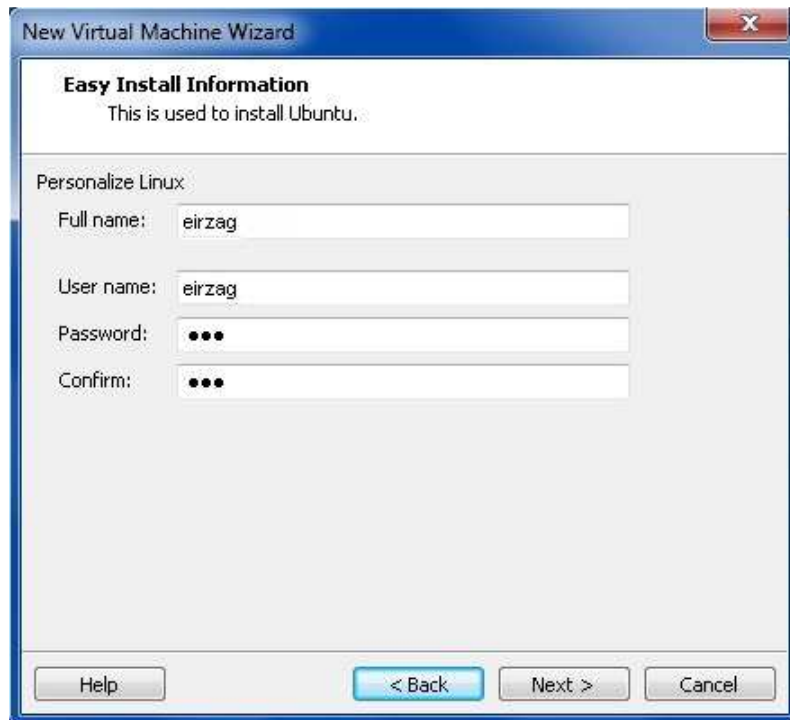 New Virtual Machine Wizard
X
Easy Install Information
This is used to install Ubuntu.
Personalize Linux
Full name: eirzag
User name: eirzag
Password: •••
Confirm: •••
Help < Back Next > Cancel